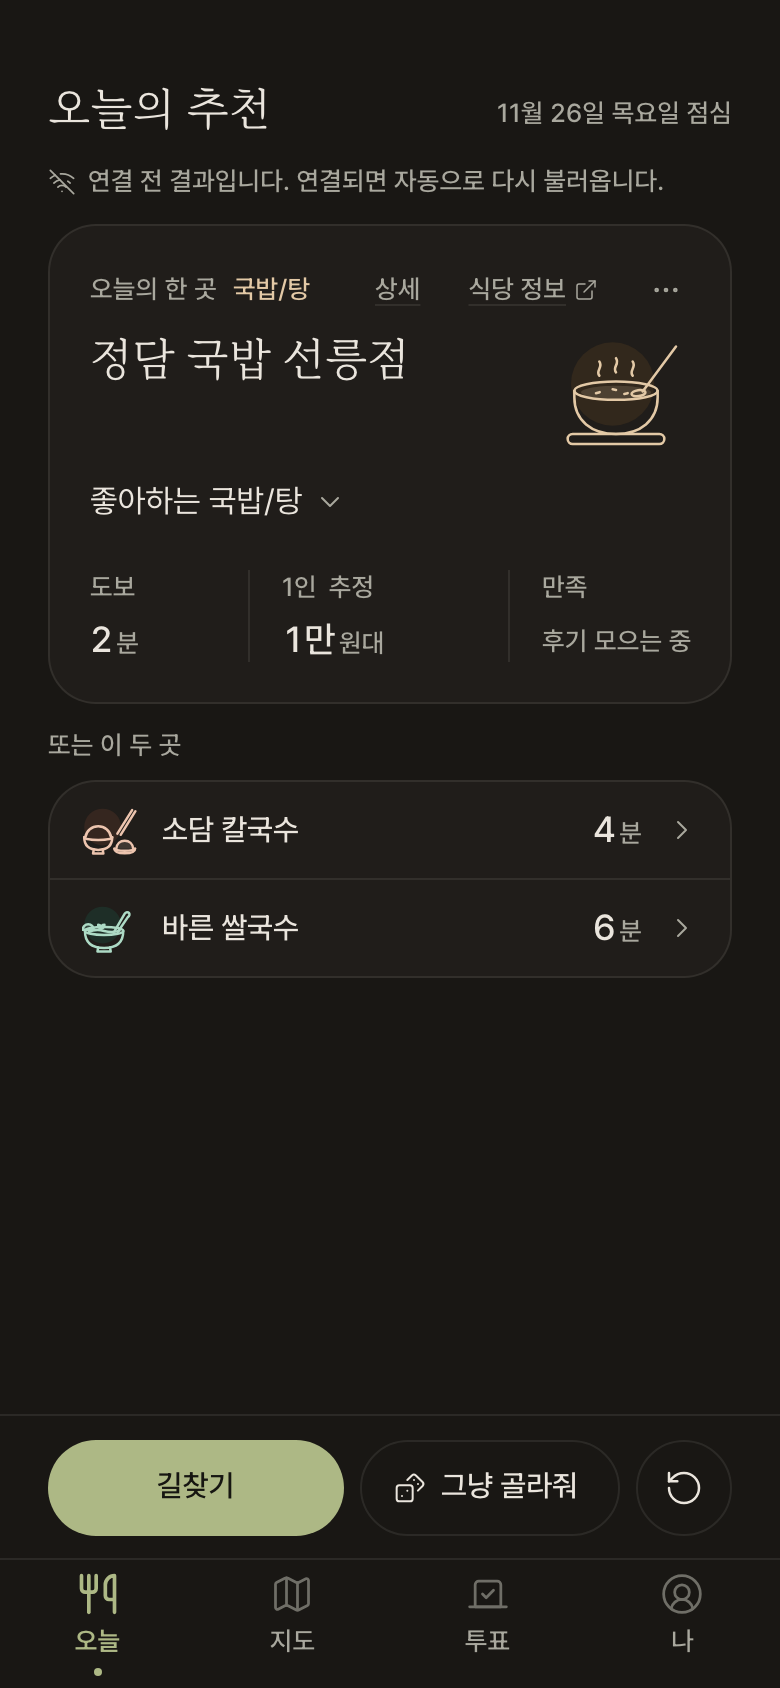 오늘의 추천
11월 26일 목요일 점심
연결 전 결과입니다. 연결되면 자동으로 다시 불러옵니다.
오늘의 한 곳 국밥/탕 상세 식당 정보
정담 국밥 선릉점
좋아하는 국밥/탕
도보 1인 추정 만족
2분 1만원대 후기 모으는 중
또는 이 두 곳
소담 칼국수 4분
바른 쌀국수 6분
길찾기 그냥 골라줘
오늘 지도 투표 나